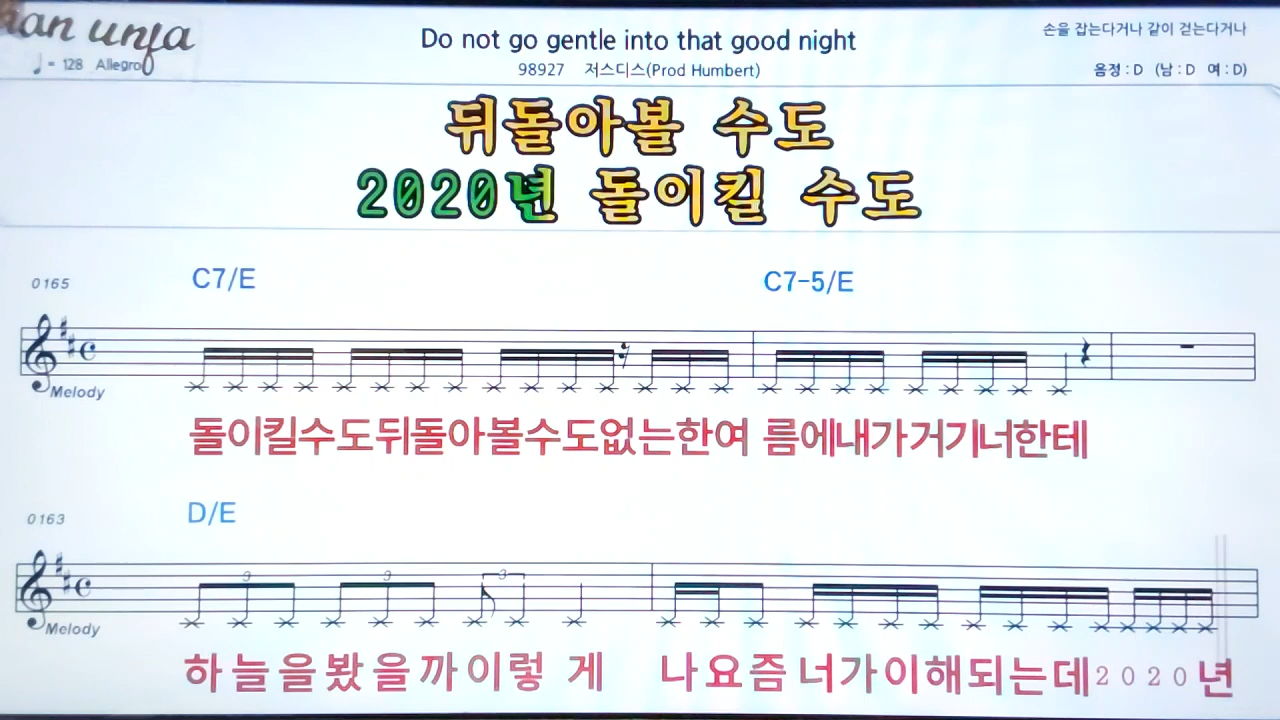 Do not go gentle into that good night
손을 잡는다거나 같이 걷는다거나
♩= 128 Allegro
98927 저스디스(Prod Humbert)
음정 : D (남 : D 여 : D)
뒤돌아볼 수도
2020년 돌이킬 수도
0165
C7/E C7-5/E
Melody
돌이킬수도뒤돌아볼수도없는한여 름에내가거기너한테
0163
D/E
3 3 3
Melody
하늘을봤을까이렇 게 나요즘 너가이해되는데2020년